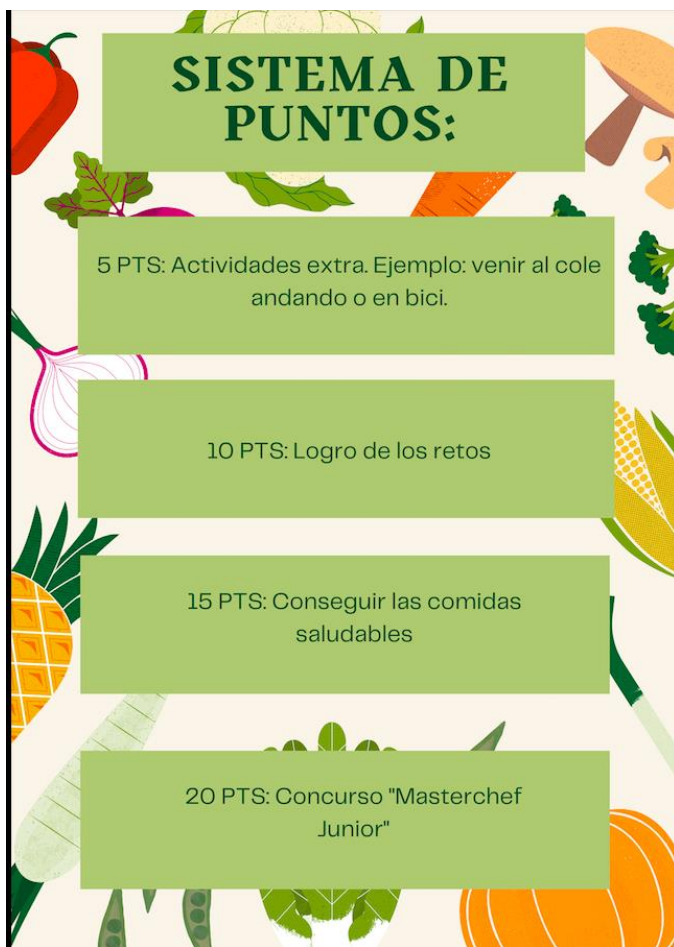 SISTEMA DE
PUNTOS:
5 PTS: Actividades extra. Ejemplo: venir al cole
andando o en bici.
10 PTS: Logro de los retos
15 PTS: Conseguir las comidas
saludables
20 PTS: Concurso "Masterchef
Junior"